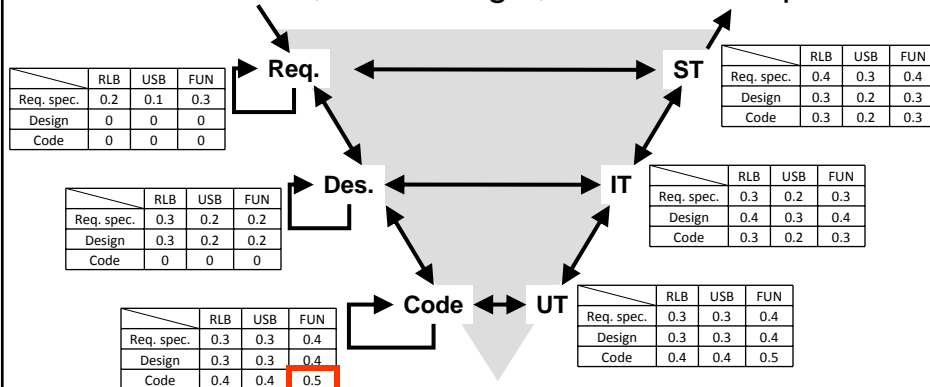 Req.
ST
RLB USB FUN
Req. spec. 0.2 0.1 0.3
Design 0 0 0
Code 0 0 0
RLB USB FUN
Req. spec. 0.4 0.3 0.4
Design 0.3 0.2 0.3
Code 0.3 0.2 0.3
Des.
IT
RLB USB FUN
Req. spec. 0.3 0.2 0.2
Design 0.3 0.2 0.2
Code 0 0 0
RLB USB FUN
Req. spec. 0.3 0.2 0.3
Design 0.4 0.3 0.4
Code 0.3 0.2 0.3
Code
UT
RLB USB FUN
Req. spec. 0.3 0.3 0.4
Design 0.3 0.3 0.4
Code 0.4 0.4 0.5
RLB USB FUN
Req. spec. 0.3 0.3 0.4
Design 0.3 0.3 0.4
Code 0.4 0.4 0.5